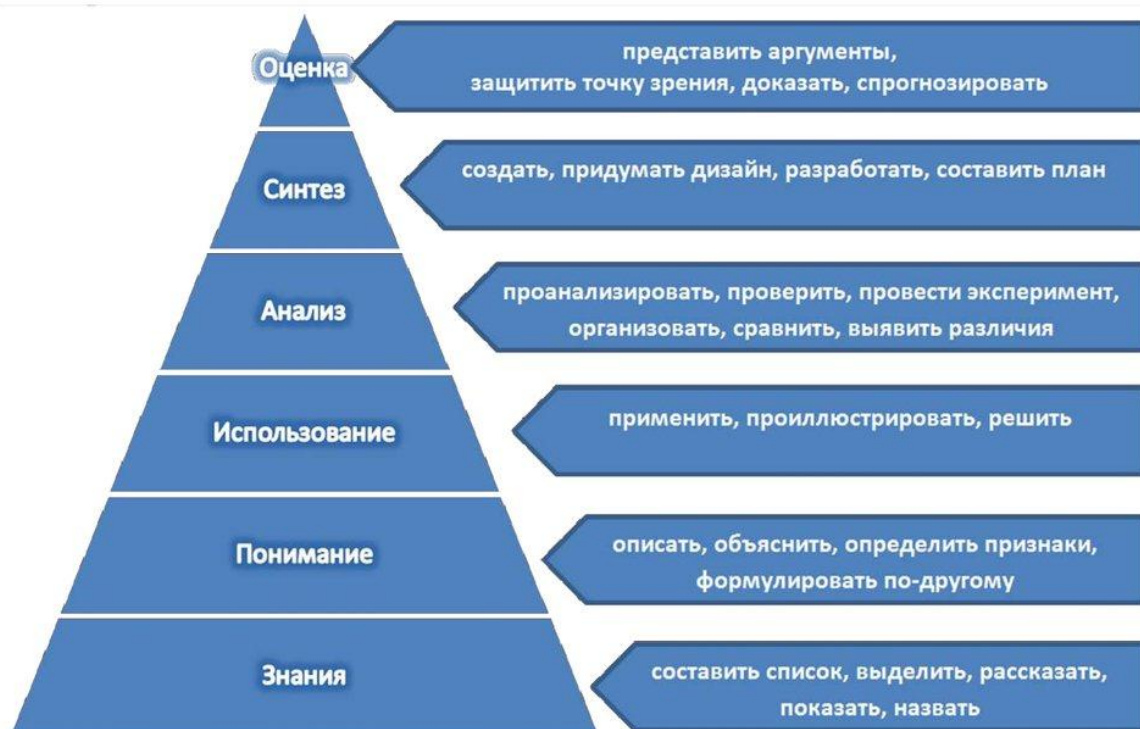 Оценка
представить аргументы,
защитить точку зрения, доказать, спрогнозировать
Синтез
создать, придумать дизайн, разработать, составить план
Анализ
проанализировать, проверить, провести эксперимент,
организовать, сравнить, выявить различия
Использование
применить, проиллюстрировать, решить
Понимание
описать, объяснить, определить признаки,
формулировать по-другому
Знания
составить список, выделить, рассказать,
показать, назвать